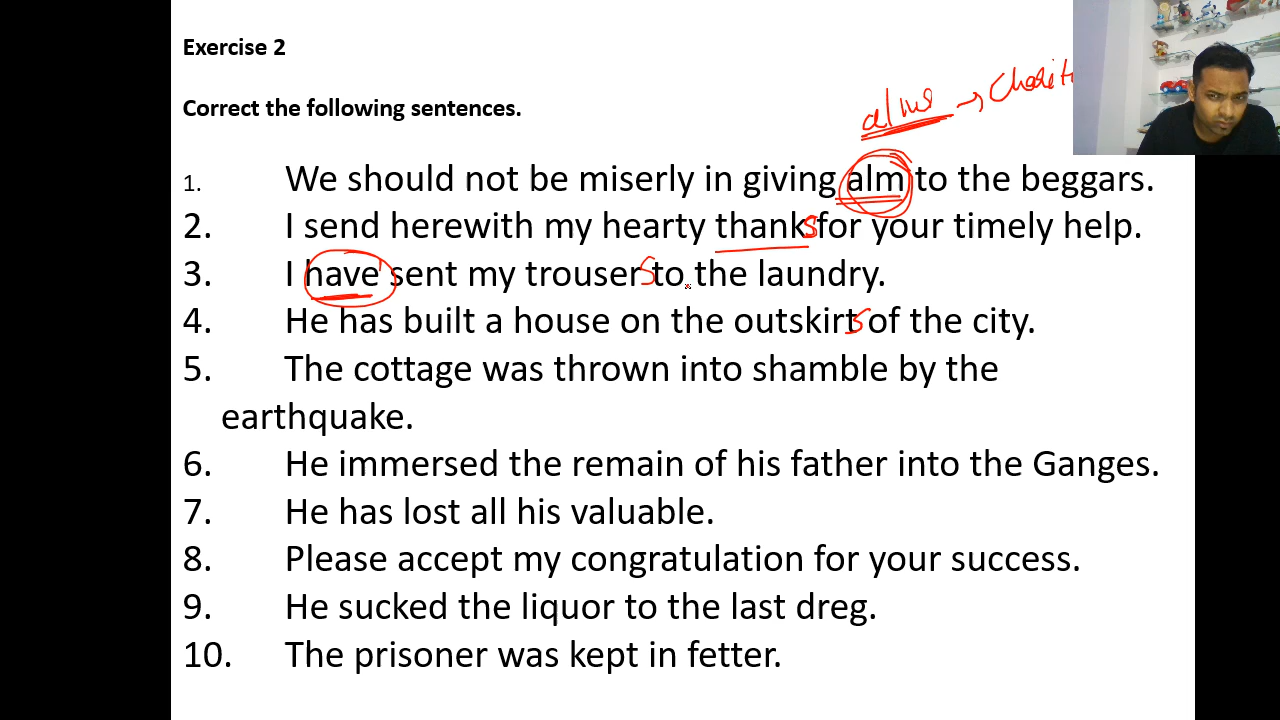 Exercise 2
Correct the following sentences.
alms → Charit
1. We should not be miserly in giving alm to the beggars.
2. I send herewith my hearty thanks for your timely help.
3. I have sent my trousers to the laundry.
4. He has built a house on the outskirts of the city.
5. The cottage was thrown into shamble by the
earthquake.
6. He immersed the remain of his father into the Ganges.
7. He has lost all his valuable.
8. Please accept my congratulation for your success.
9. He sucked the liquor to the last dreg.
10. The prisoner was kept in fetter.